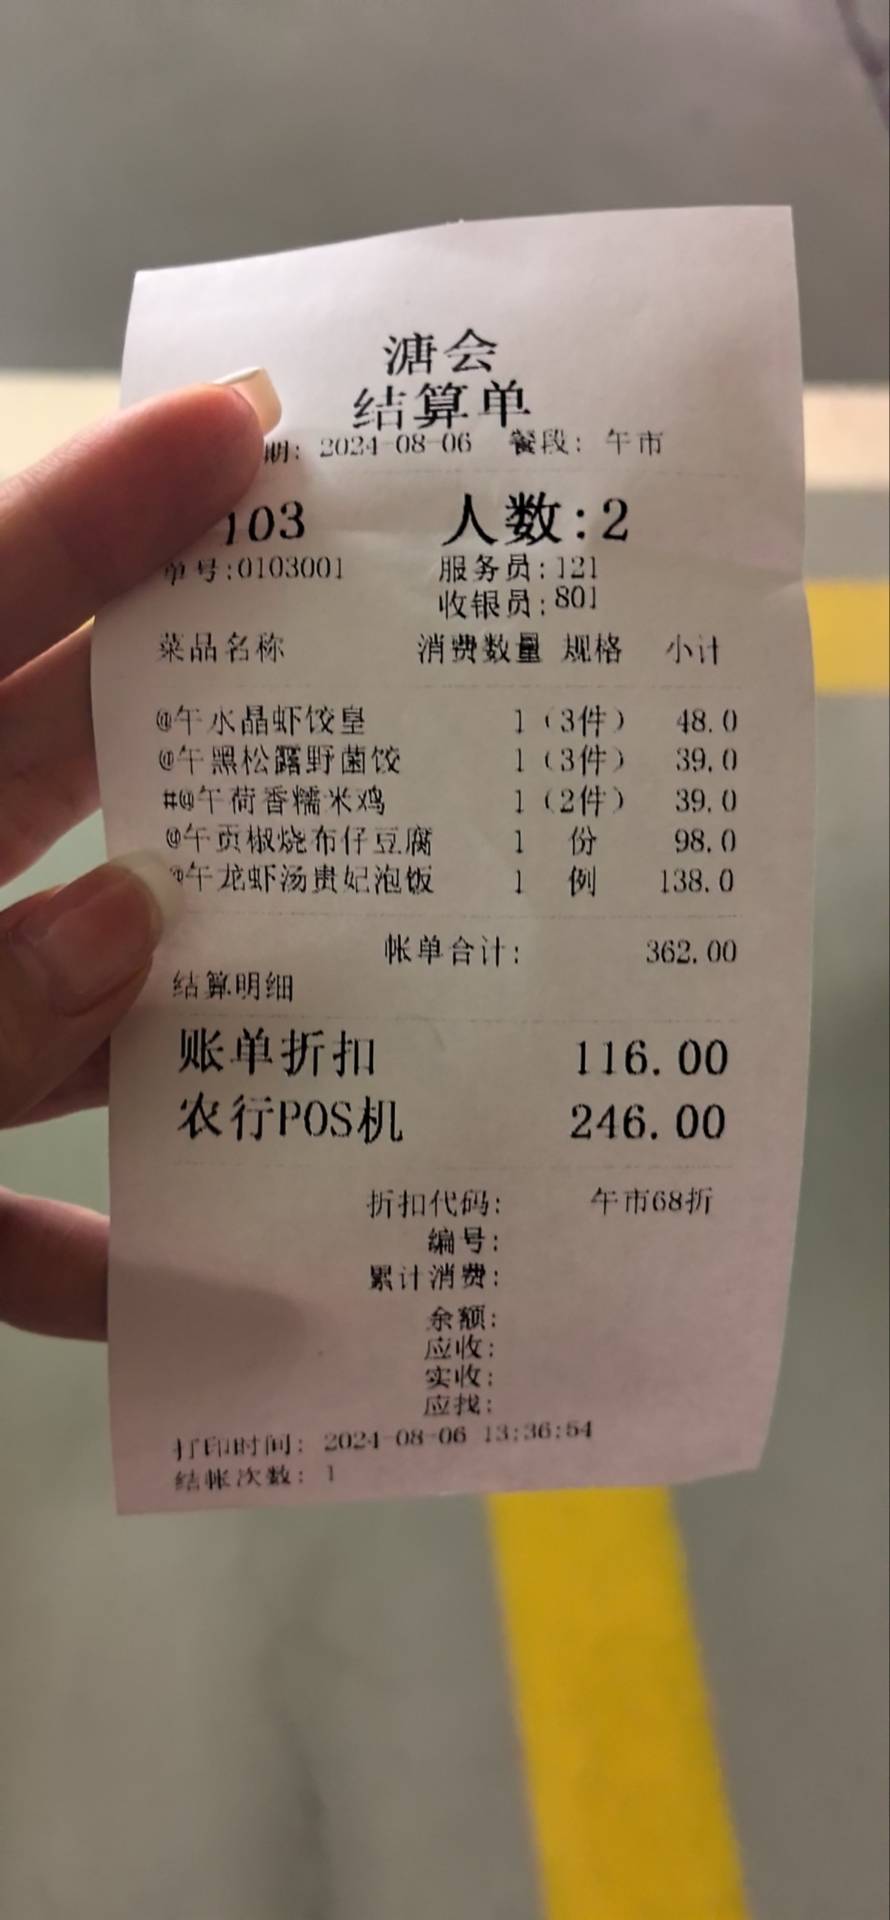 溏会
结算单
期: 2024-08-06 餐段: 午市
103 人数:2
单号:0103001 服务员:121
收银员:801
菜品名称 消费数量 规格 小计
@午水晶虾饺皇 1 (3件) 48.0
@午黑松露野菌饺 1 (3件) 39.0
#@午荷香糯米鸡 1 (2件) 39.0
@午贡椒烧布仔豆腐 1 份 98.0
@午龙虾汤贵妃泡饭 1 例 138.0
帐单合计: 362.00
结算明细
账单折扣 116.00
农行POS机 246.00
折扣代码: 午市68折
编号:
累计消费:
余额:
应收:
实收:
应找:
打印时间: 2024-08-06 13:36:54
结帐次数: 1